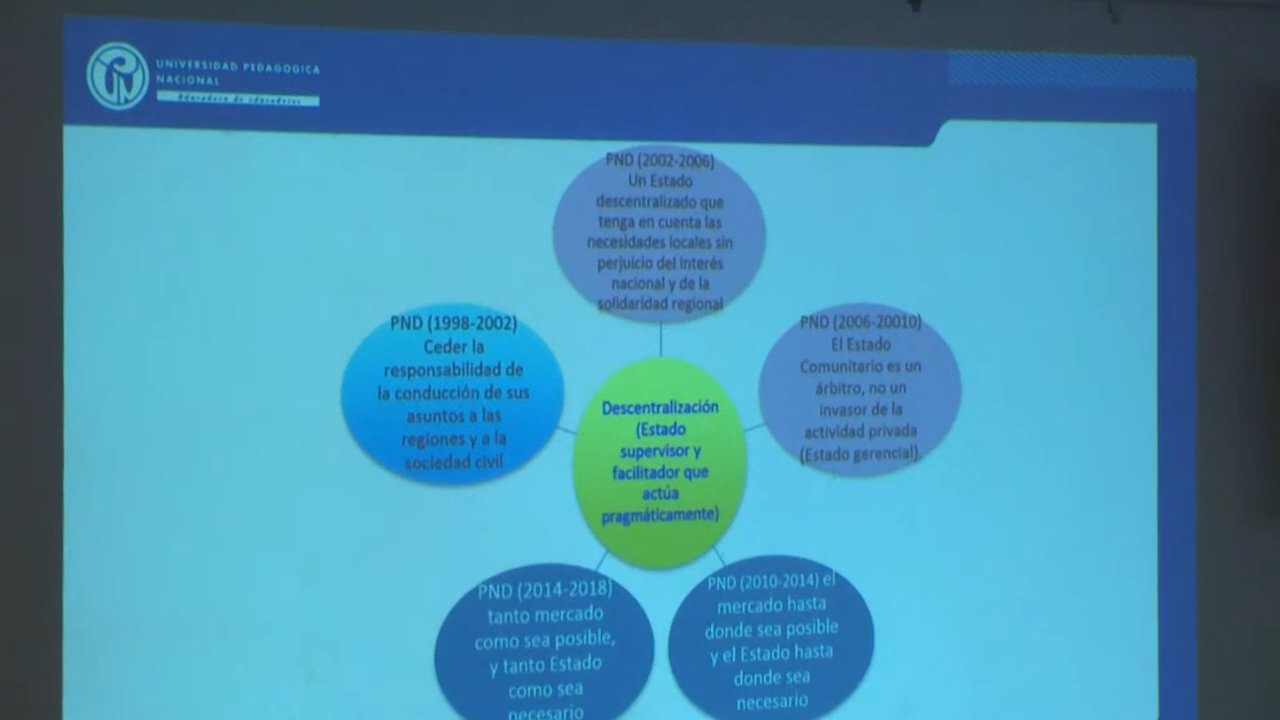 UNIVERSIDAD PEDAGOGICA
NACIONAL
Educadora de educadores
PND (2002-2006)
Un Estado
descentralizado que
tenga en cuenta las
necesidades locales sin
perjuicio del interés
nacional y de la
solidaridad regional
PND (1998-2002)
Ceder la
responsabilidad de
la conducción de sus
asuntos a las
regiones y a la
sociedad civil
PND (2006-20010)
El Estado
Comunitario es un
árbitro, no un
invasor de la
actividad privada
(Estado gerencial).
Descentralización
(Estado
supervisor y
facilitador que
actúa
pragmáticamente)
PND (2014-2018)
tanto mercado
como sea posible,
y tanto Estado
como sea
necesario
PND (2010-2014) el
mercado hasta
donde sea posible
y el Estado hasta
donde sea
necesario